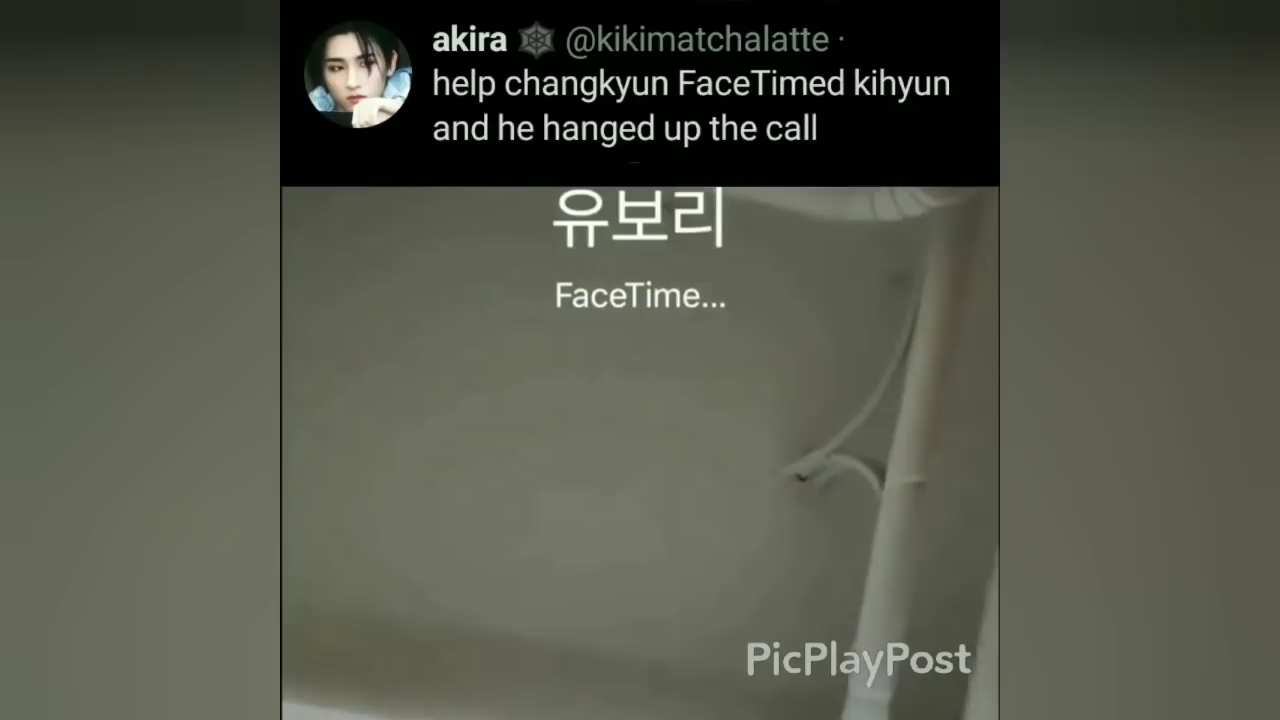 akira 🕸 @kikimatchalatte ·
help changkyun FaceTimed kihyun
and he hanged up the call
유보리
FaceTime...
PicPlayPost